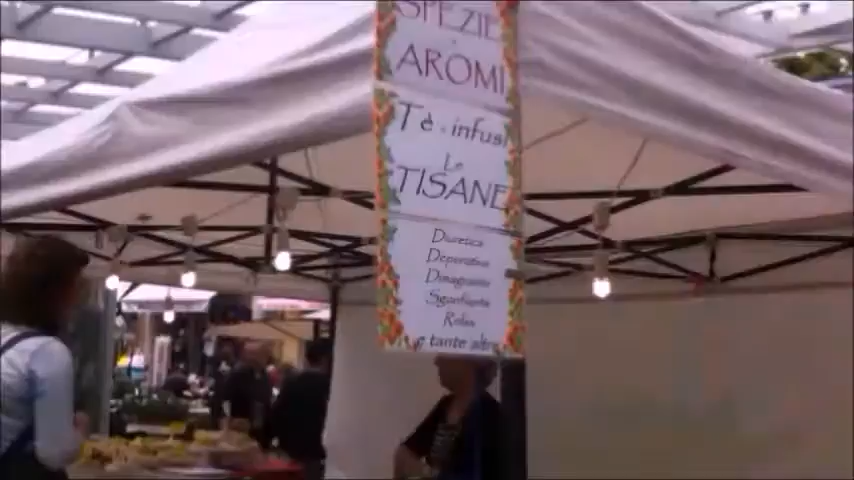 SPEZIE
AROMI
Tè - infusi
Le
TISANE
Diuretica
Depurativa
Dimagrante
Sgonfiante
Relax
e tante altre